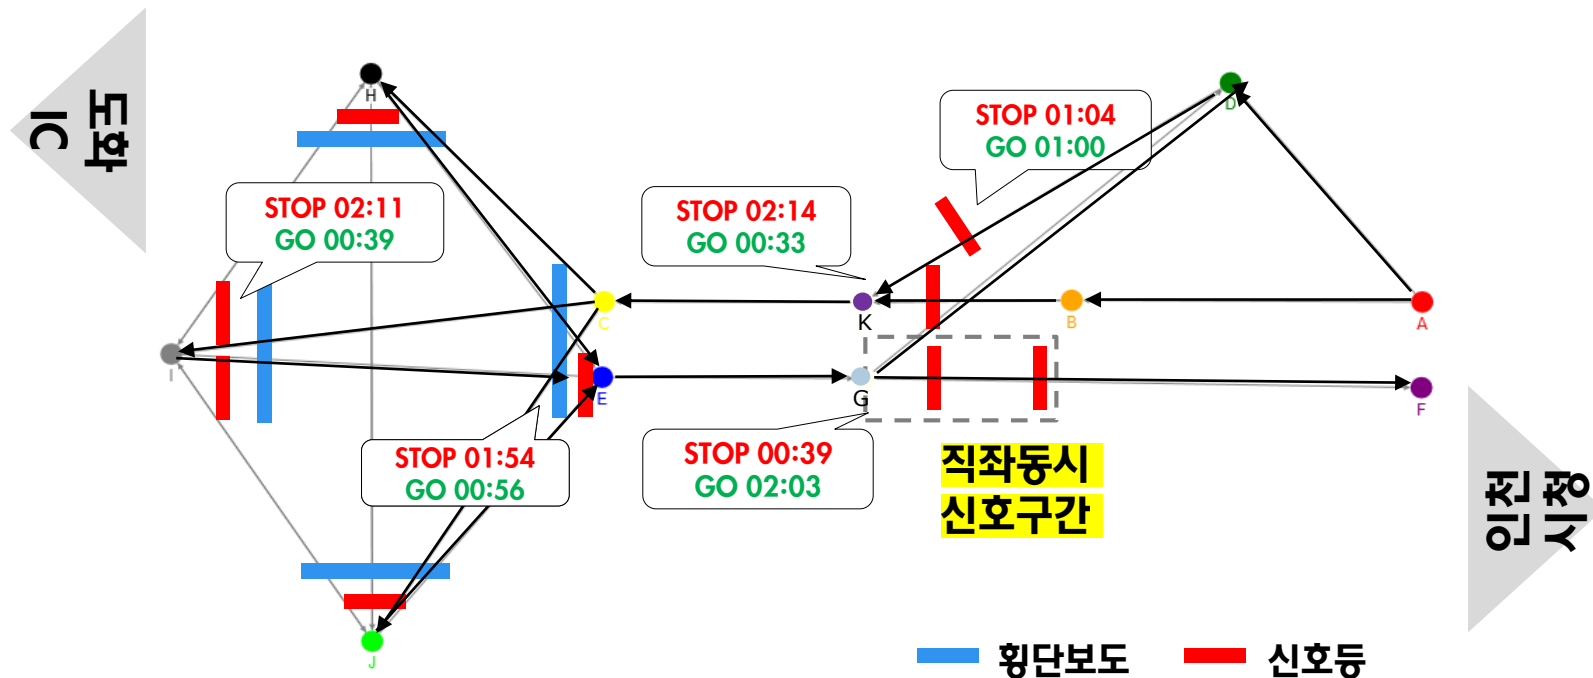 도화
IC
H
STOP 01:04
GO 01:00
D
STOP 02:11
GO 00:39
STOP 02:14
GO 00:33
C
K
B
A
I
E
G
F
STOP 01:54
GO 00:56
STOP 00:39
GO 02:03
직좌동시
신호구간
인천
시청
J
횡단보도
신호등